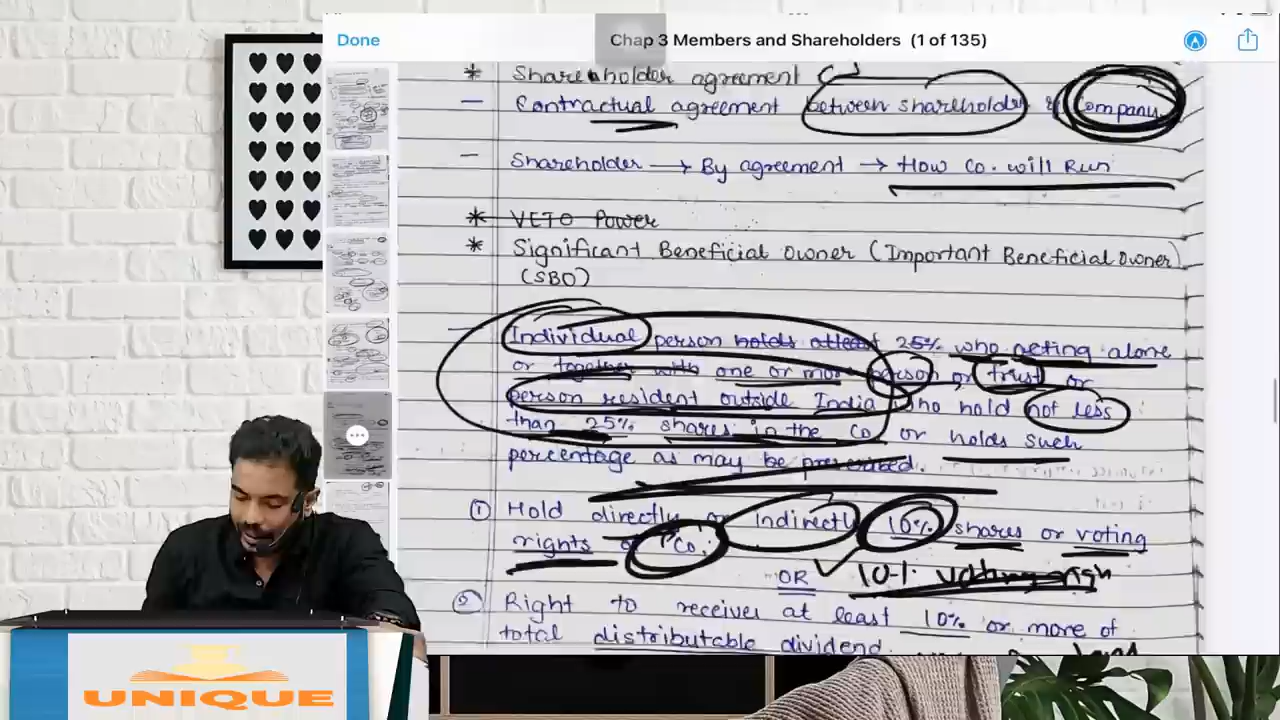 Done
Chap 3 Members and Shareholders (1 of 135)
* Shareholder agreement
— Contractual agreement between shareholder & Company
— Shareholder → By agreement → How Co. will Run
* VETO Power
* Significant Beneficial Owner (Important Beneficial Owner)
(SBO)
— Individual person holds atleast 25% who acting alone
or together with one or more person or trust or
person resident outside India who hold not less
than 25% shares in the Co or holds such
percentage as may be prescribed.
① Hold directly or indirectly 10% shares or voting
rights Co.
OR 10%
② Right to receives at least 10% or more of
total distributable dividend
UNIQUE